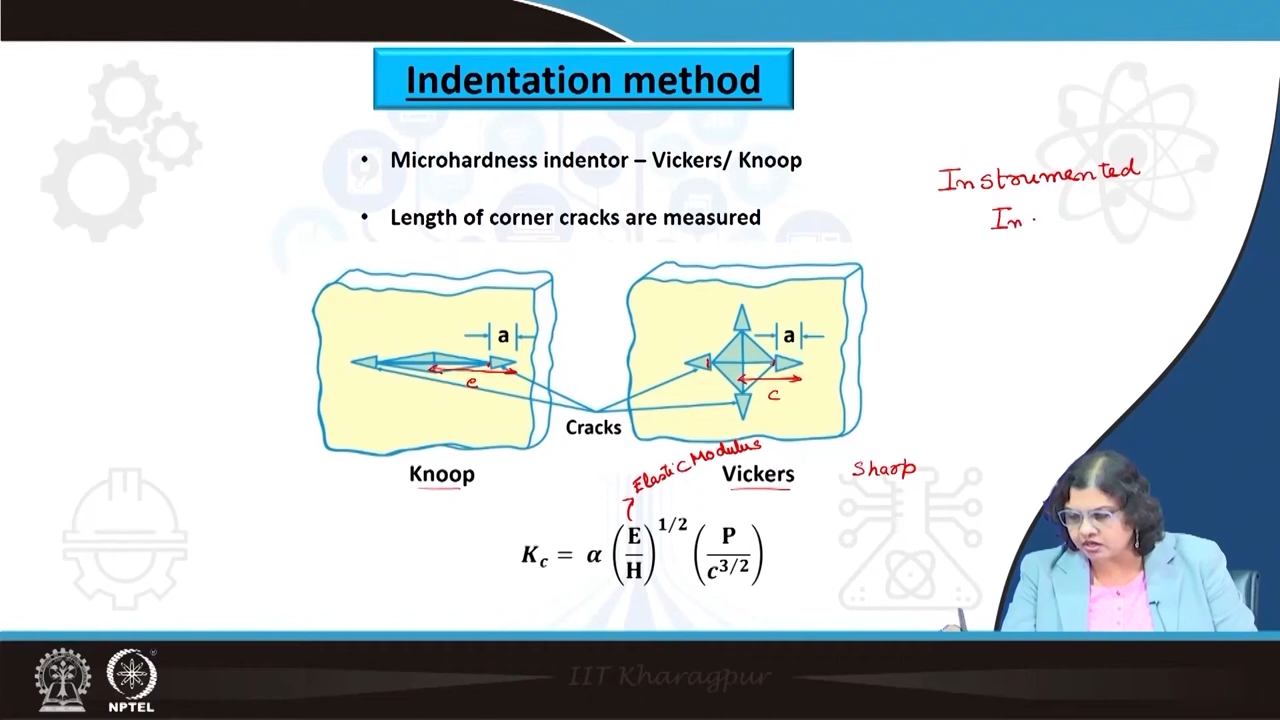 Indentation method
• Microhardness indentor – Vickers/ Knoop
• Length of corner cracks are measured
Instrumented
In.
a
a
c
c
Cracks
Knoop
Vickers
Elastic Modulus
Sharp
K_c = α (E/H)^{1/2} (P/c^{3/2})
IIT Kharagpur
NPTEL